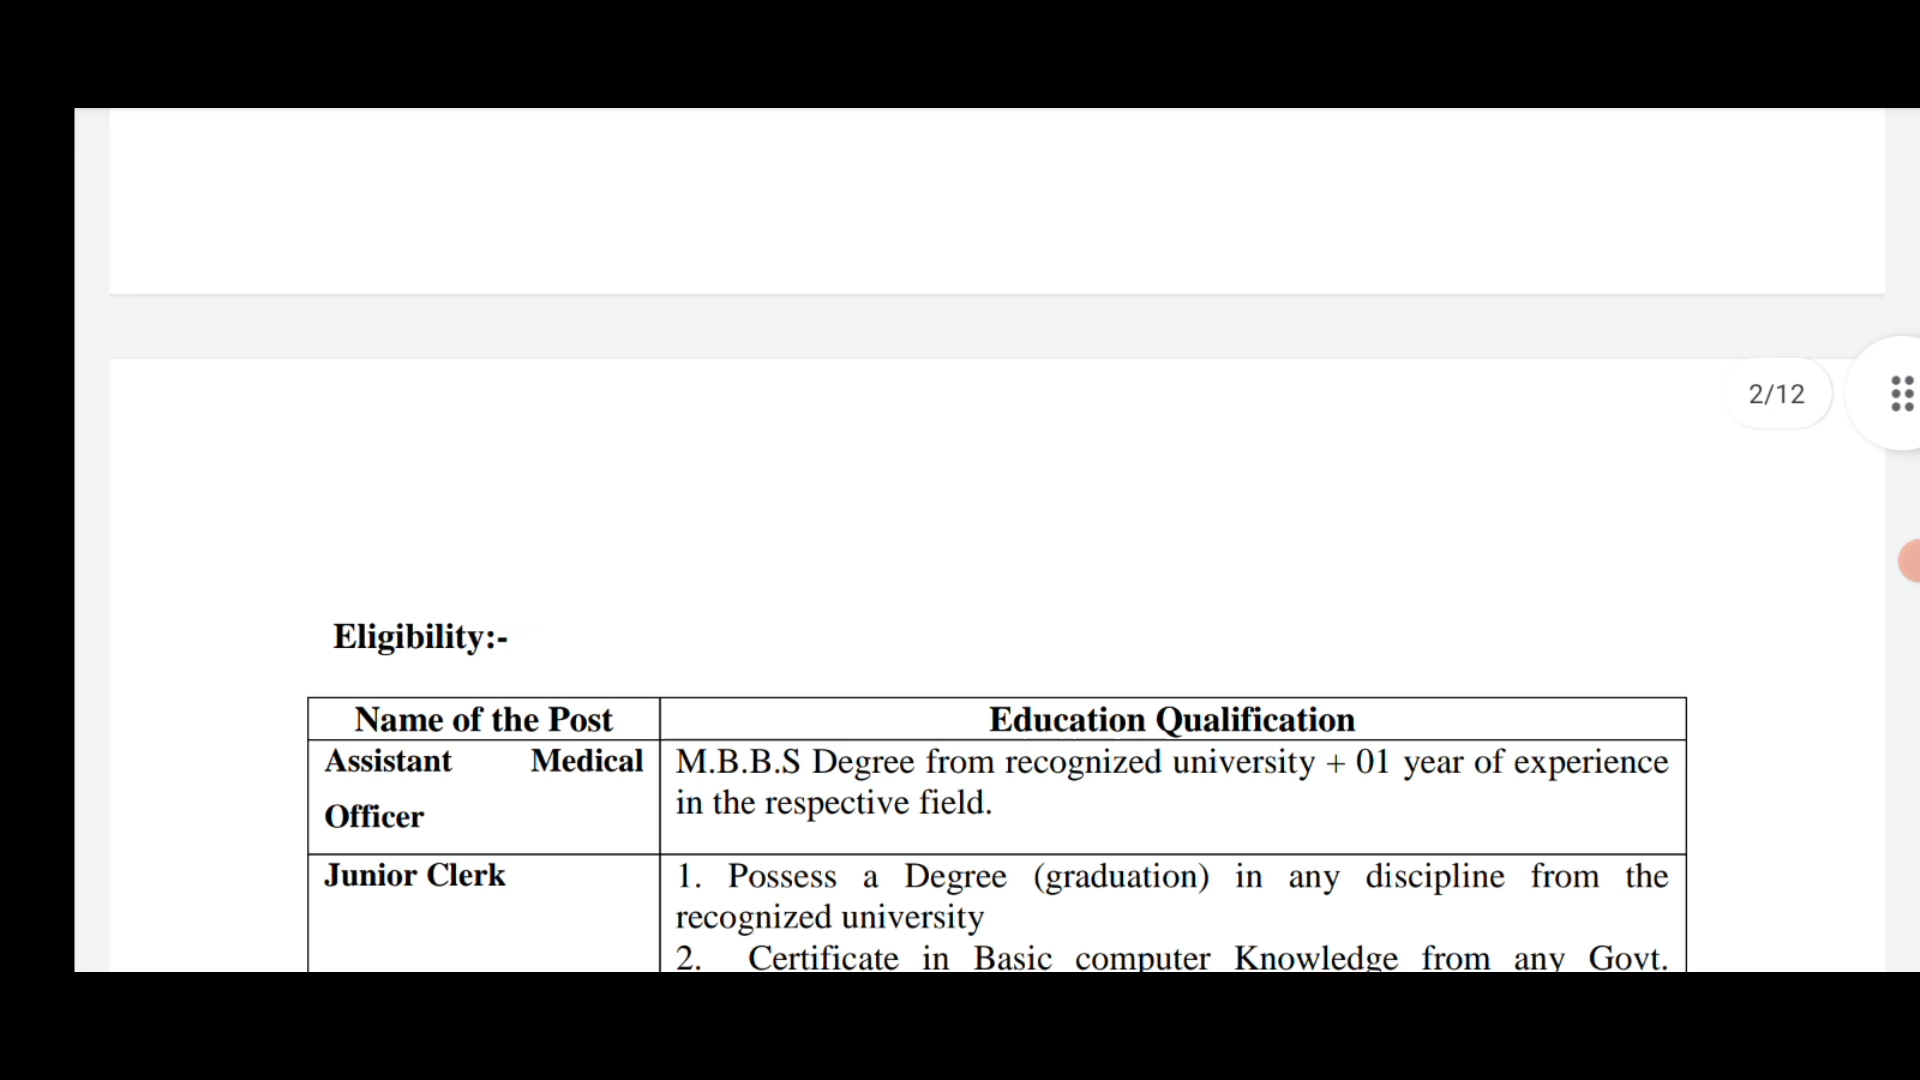 2/12
Eligibility:-
Name of the Post Education Qualification
Assistant Medical
Officer
M.B.B.S Degree from recognized university + 01 year of experience
in the respective field.
Junior Clerk
1. Possess a Degree (graduation) in any discipline from the
recognized university
2. Certificate in Basic computer Knowledge from any Govt.